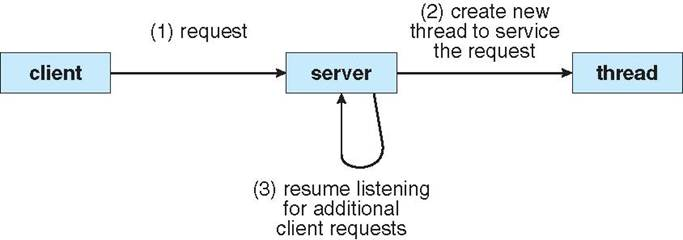 (1) request
(2) create new
thread to service
the request
client
server
thread
(3) resume listening
for additional
client requests